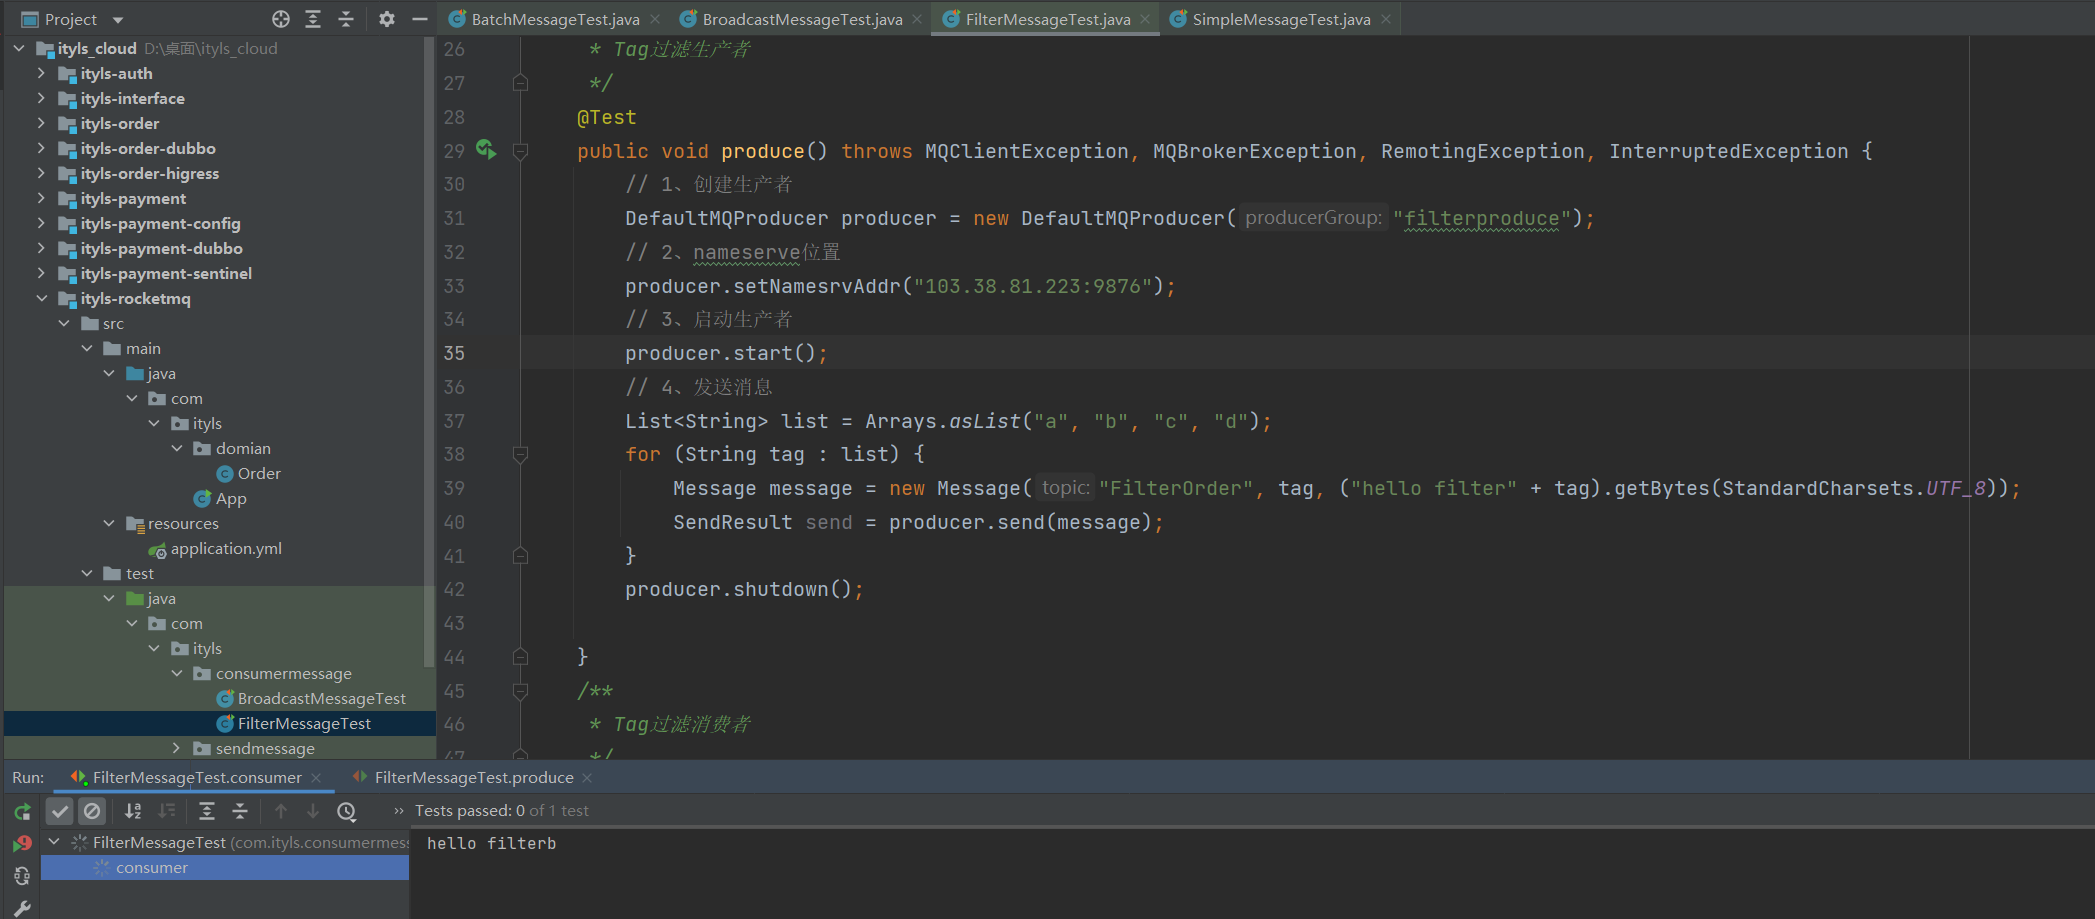 Project
BatchMessageTest.java
BroadcastMessageTest.java
FilterMessageTest.java
SimpleMessageTest.java
ityls_cloud D:\桌面\ityls_cloud
ityls-auth
ityls-interface
ityls-order
ityls-order-dubbo
ityls-order-higress
ityls-payment
ityls-payment-config
ityls-payment-dubbo
ityls-payment-sentinel
ityls-rocketmq
src
main
java
com
ityls
domian
Order
App
resources
application.yml
test
java
com
ityls
consumermessage
BroadcastMessageTest
FilterMessageTest
sendmessage
26 * Tag过滤生产者
27 */
28 @Test
29 public void produce() throws MQClientException, MQBrokerException, RemotingException, InterruptedException {
30 // 1、创建生产者
31 DefaultMQProducer producer = new DefaultMQProducer( producerGroup: "filterproduce");
32 // 2、nameserve位置
33 producer.setNamesrvAddr("103.38.81.223:9876");
34 // 3、启动生产者
35 producer.start();
36 // 4、发送消息
37 List<String> list = Arrays.asList("a", "b", "c", "d");
38 for (String tag : list) {
39 Message message = new Message( topic: "FilterOrder", tag, ("hello filter" + tag).getBytes(StandardCharsets.UTF_8));
40 SendResult send = producer.send(message);
41 }
42 producer.shutdown();
43
44 }
45 /**
46 * Tag过滤消费者
47 */
Run: FilterMessageTest.consumer FilterMessageTest.produce
Tests passed: 0 of 1 test
FilterMessageTest (com.ityls.consumermess
consumer
hello filterb